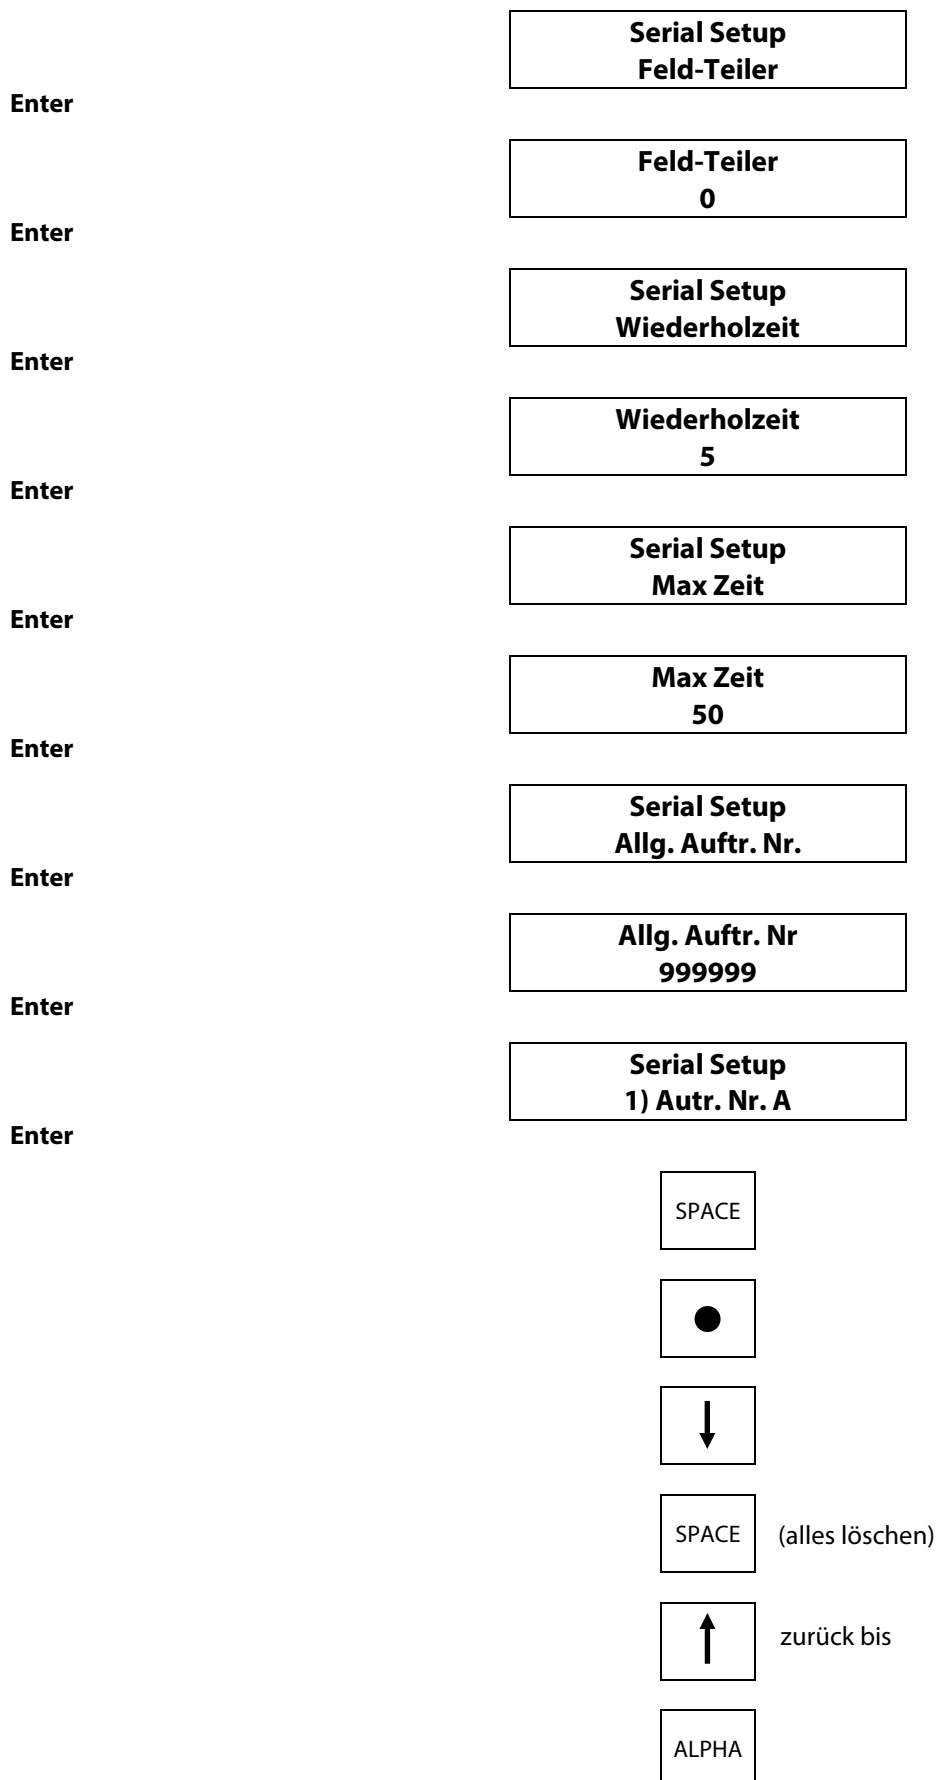 Serial Setup
Feld-Teiler
Enter
Feld-Teiler
0
Enter
Serial Setup
Wiederholzeit
Enter
Wiederholzeit
5
Enter
Serial Setup
Max Zeit
Enter
Max Zeit
50
Enter
Serial Setup
Allg. Auftr. Nr.
Enter
Allg. Auftr. Nr
999999
Enter
Serial Setup
1) Autr. Nr. A
Enter
SPACE
●
↓
SPACE (alles löschen)
↑ zurück bis
ALPHA